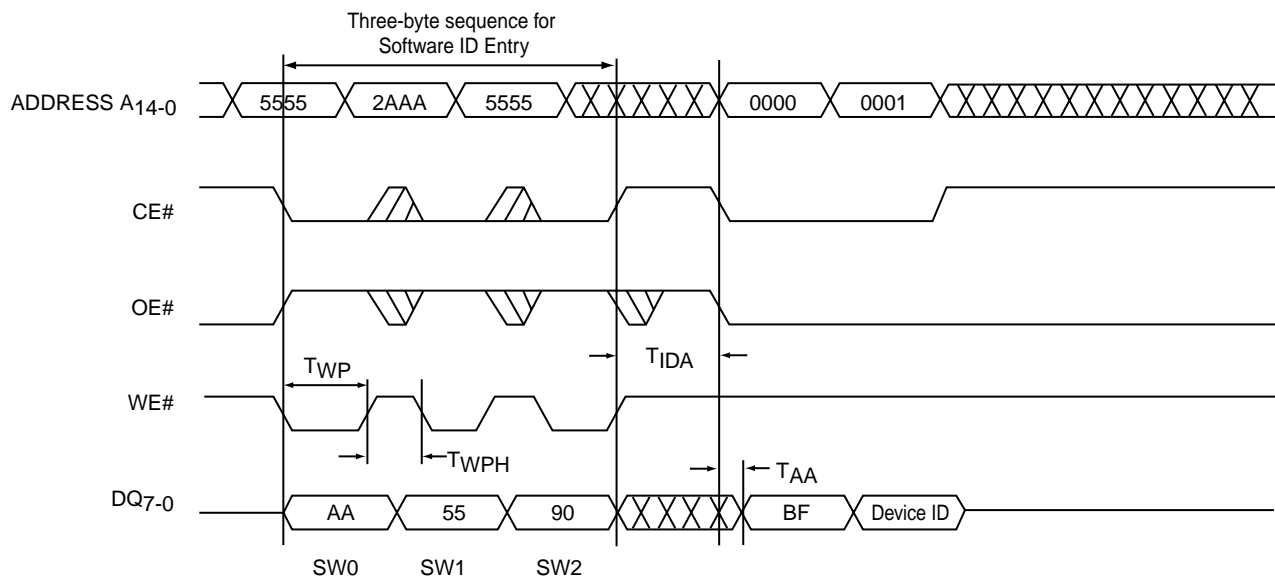 Three-byte sequence for
Software ID Entry
ADDRESS A14-0
5555 2AAA 5555 0000 0001
CE#
OE#
TIDA
TWP
WE#
TWPH
TAA
DQ7-0
AA 55 90 BF Device ID
SW0 SW1 SW2